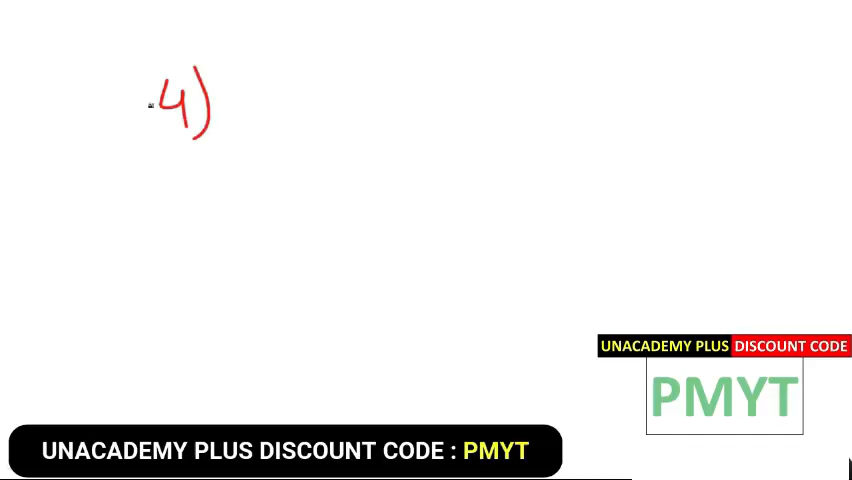 4)
UNACADEMY PLUS DISCOUNT CODE
PMYT
UNACADEMY PLUS DISCOUNT CODE : PMYT